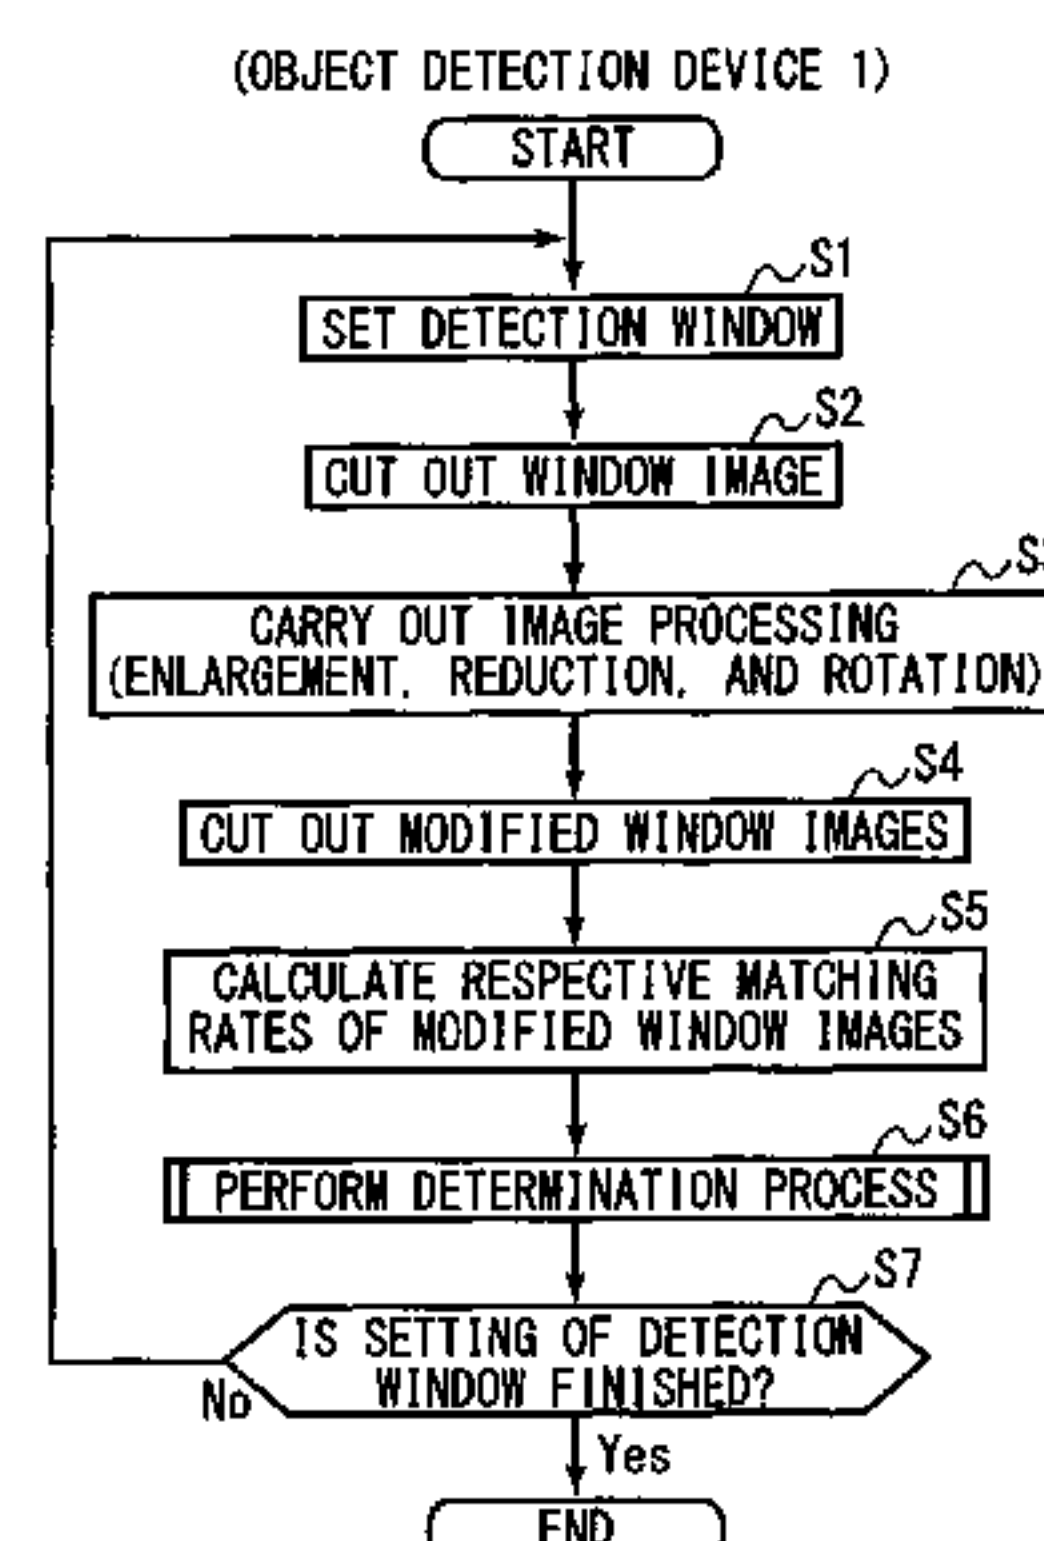 (OBJECT DETECTION DEVICE 1)
START
S1
SET DETECTION WINDOW
S2
CUT OUT WINDOW IMAGE
CARRY OUT IMAGE PROCESSING
(ENLARGEMENT, REDUCTION, AND ROTATION)
S4
CUT OUT MODIFIED WINDOW IMAGES
S5
CALCULATE RESPECTIVE MATCHING
RATES OF MODIFIED WINDOW IMAGES
S6
PERFORM DETERMINATION PROCESS
S7
IS SETTING OF DETECTION
WINDOW FINISHED?
No
Yes
END